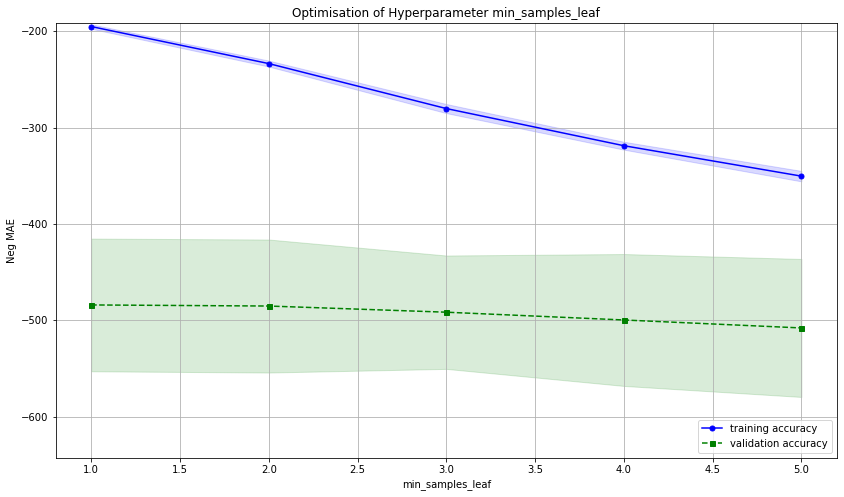 Optimisation of Hyperparameter min_samples_leaf
Neg MAE
−200
−300
−400
−500
−600
1.0 1.5 2.0 2.5 3.0 3.5 4.0 4.5 5.0
min_samples_leaf
training accuracy
validation accuracy